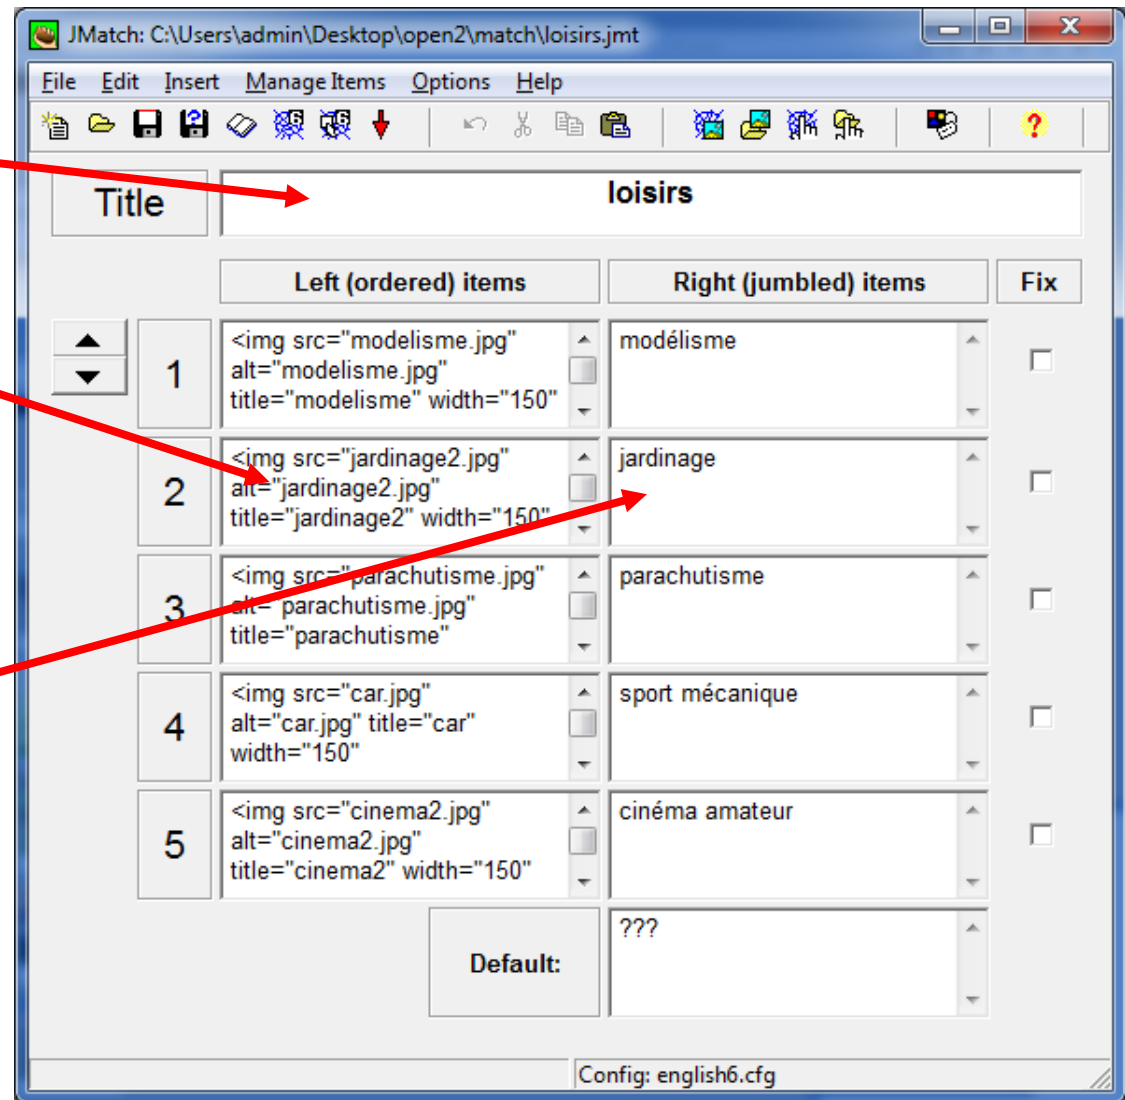 JMatch: C:\Users\admin\Desktop\open2\match\loisirs.jmt
File Edit Insert Manage Items Options Help
Title
loisirs
Left (ordered) items
Right (jumbled) items
Fix
1
<img src="modelisme.jpg"
alt="modelisme.jpg"
title="modelisme" width="150"
modélisme
2
<img src="jardinage2.jpg"
alt="jardinage2.jpg"
title="jardinage2" width="150"
jardinage
3
<img src="parachutisme.jpg"
alt="parachutisme.jpg"
title="parachutisme"
parachutisme
4
<img src="car.jpg"
alt="car.jpg" title="car"
width="150"
sport mécanique
5
<img src="cinema2.jpg"
alt="cinema2.jpg"
title="cinema2" width="150"
cinéma amateur
Default:
???
Config: english6.cfg